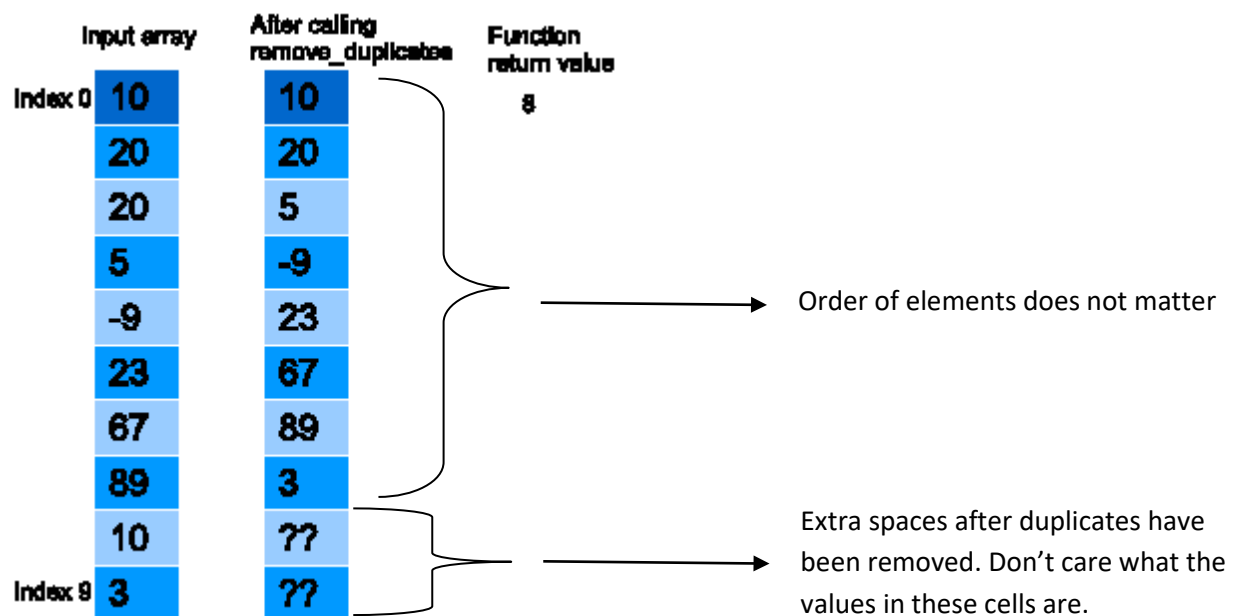 Input array
After calling
remove_duplicates
Function
return value
8
Index 0 10 10
20 20
20 5
5 -9
-9 23
23 67
67 89
89 3
10 ??
Index 9 3 ??
Order of elements does not matter
Extra spaces after duplicates have
been removed. Don’t care what the
values in these cells are.